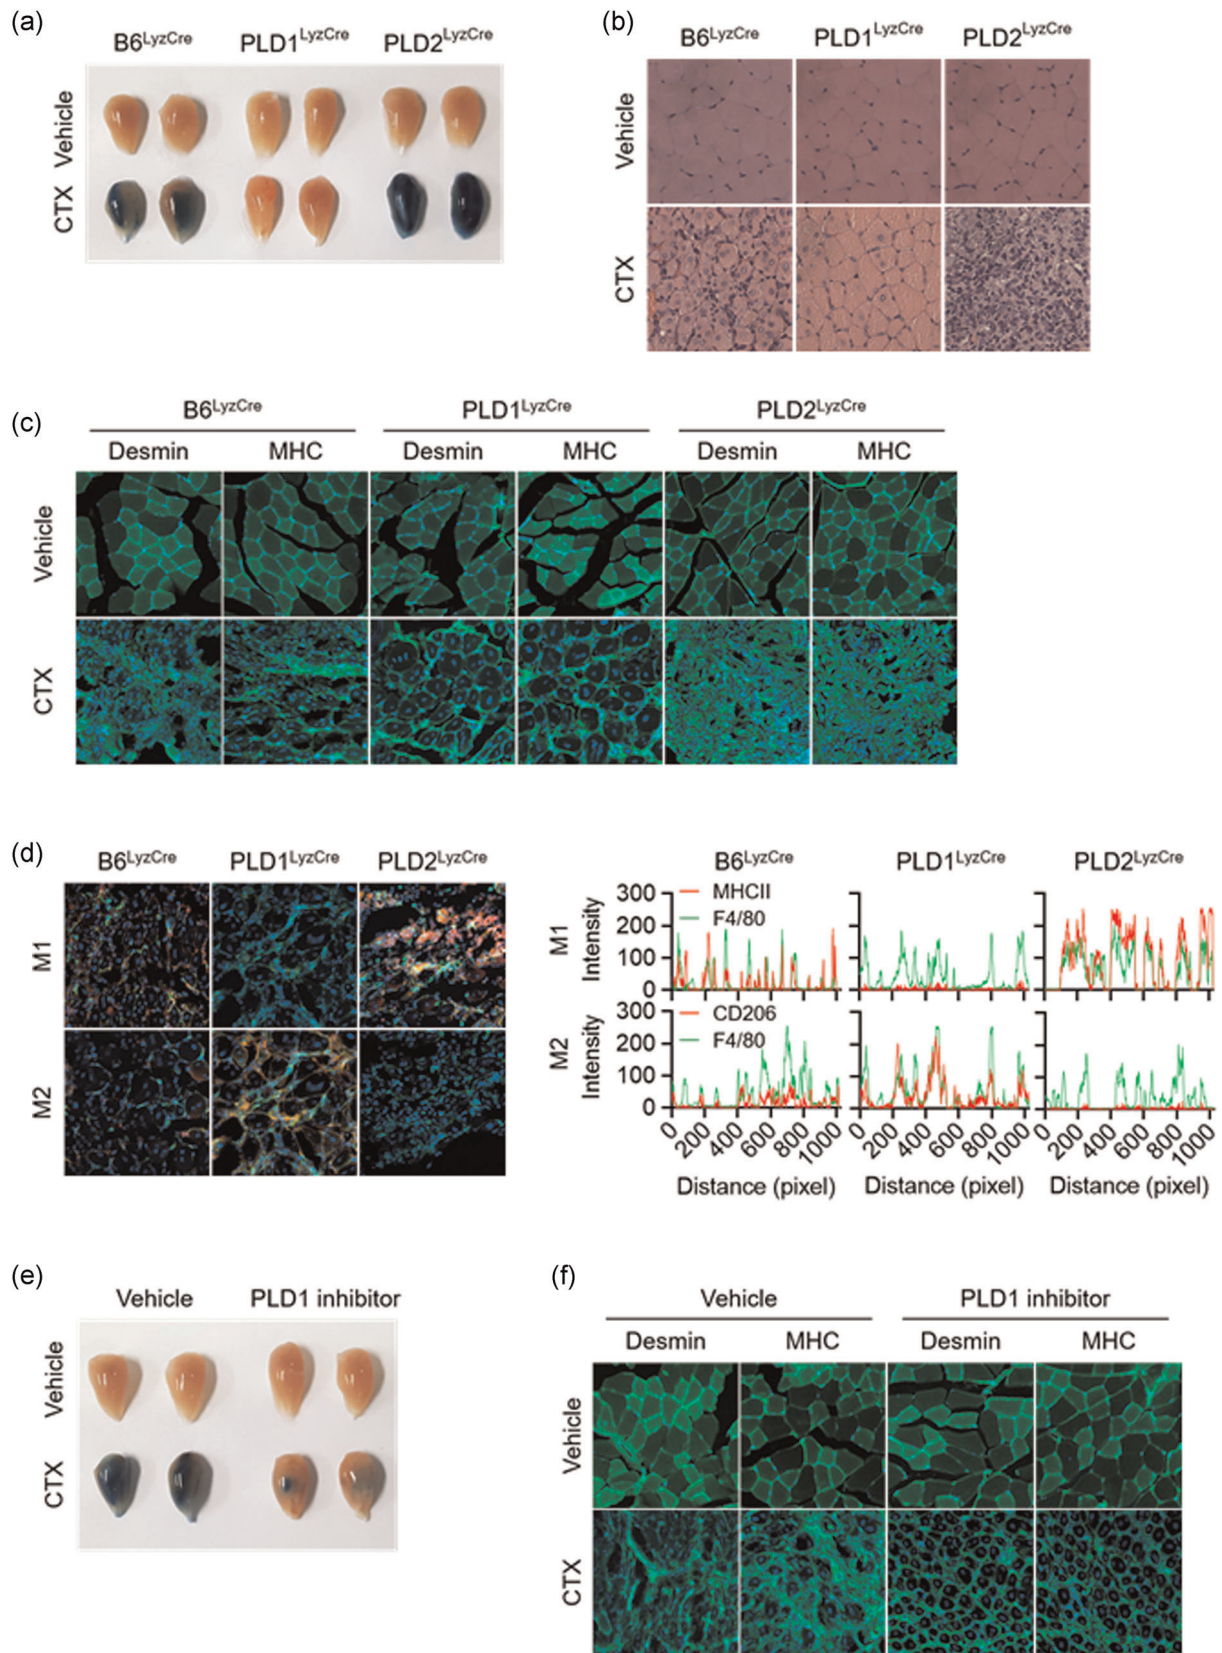 (a)
B6LyzCre PLD1LyzCre PLD2LyzCre
Vehicle
CTX
(b)
B6LyzCre PLD1LyzCre PLD2LyzCre
Vehicle
CTX
(c)
B6LyzCre PLD1LyzCre PLD2LyzCre
Desmin MHC Desmin MHC Desmin MHC
Vehicle
CTX
(d)
B6LyzCre PLD1LyzCre PLD2LyzCre
M1
M2
B6LyzCre PLD1LyzCre PLD2LyzCre
M1
Intensity
300
200
100
0
MHCII
F4/80
M2
Intensity
300
200
100
0
CD206
F4/80
0 200 400 600 800 1000 0 200 400 600 800 1000 0 200 400 600 800 1000
Distance (pixel) Distance (pixel) Distance (pixel)
(e)
Vehicle PLD1 inhibitor
Vehicle
CTX
(f)
Vehicle PLD1 inhibitor
Desmin MHC Desmin MHC
Vehicle
CTX